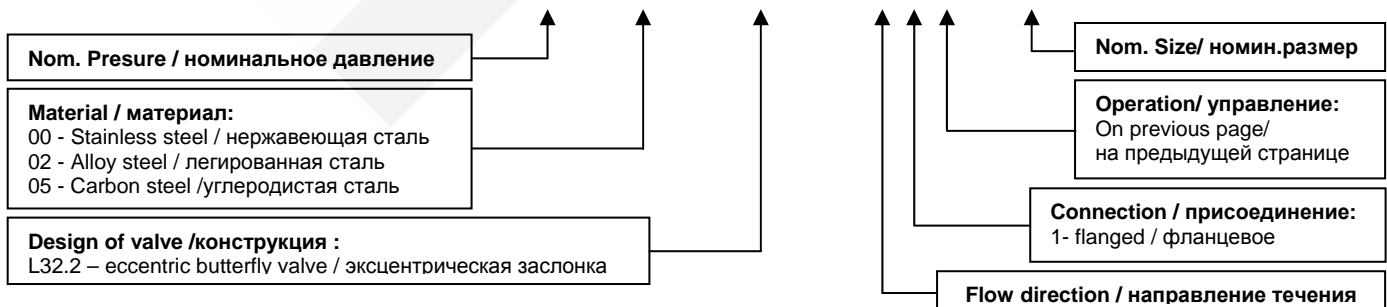 Nom. Presure / номинальное давление
Material / материал:
00 - Stainless steel / нержавеющая сталь
02 - Alloy steel / легированная сталь
05 - Carbon steel /углеродистая сталь
Design of valve /конструкция :
L32.2 – eccentric butterfly valve / эксцентрическая заслонка
Nom. Size/ номин.размер
Operation/ управление:
On previous page/
на предыдущей странице
Connection / присоединение:
1- flanged / фланцевое
Flow direction / направление течения